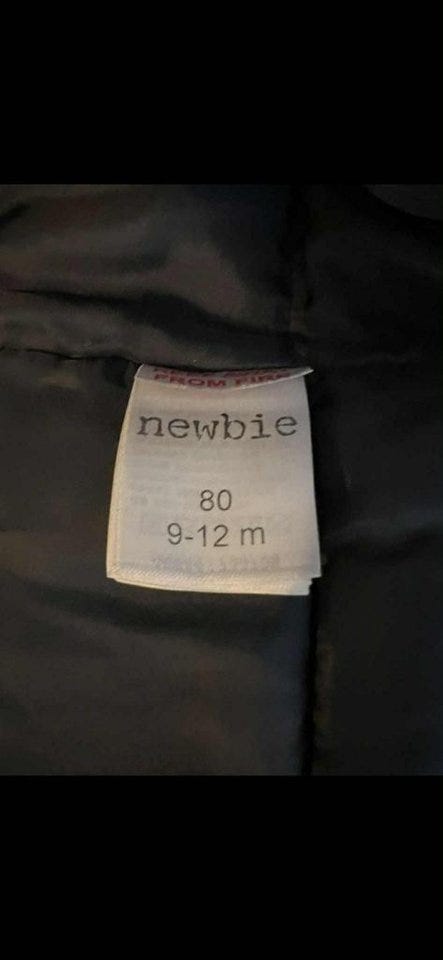 FROM FIRE
newbie
80
9-12 m